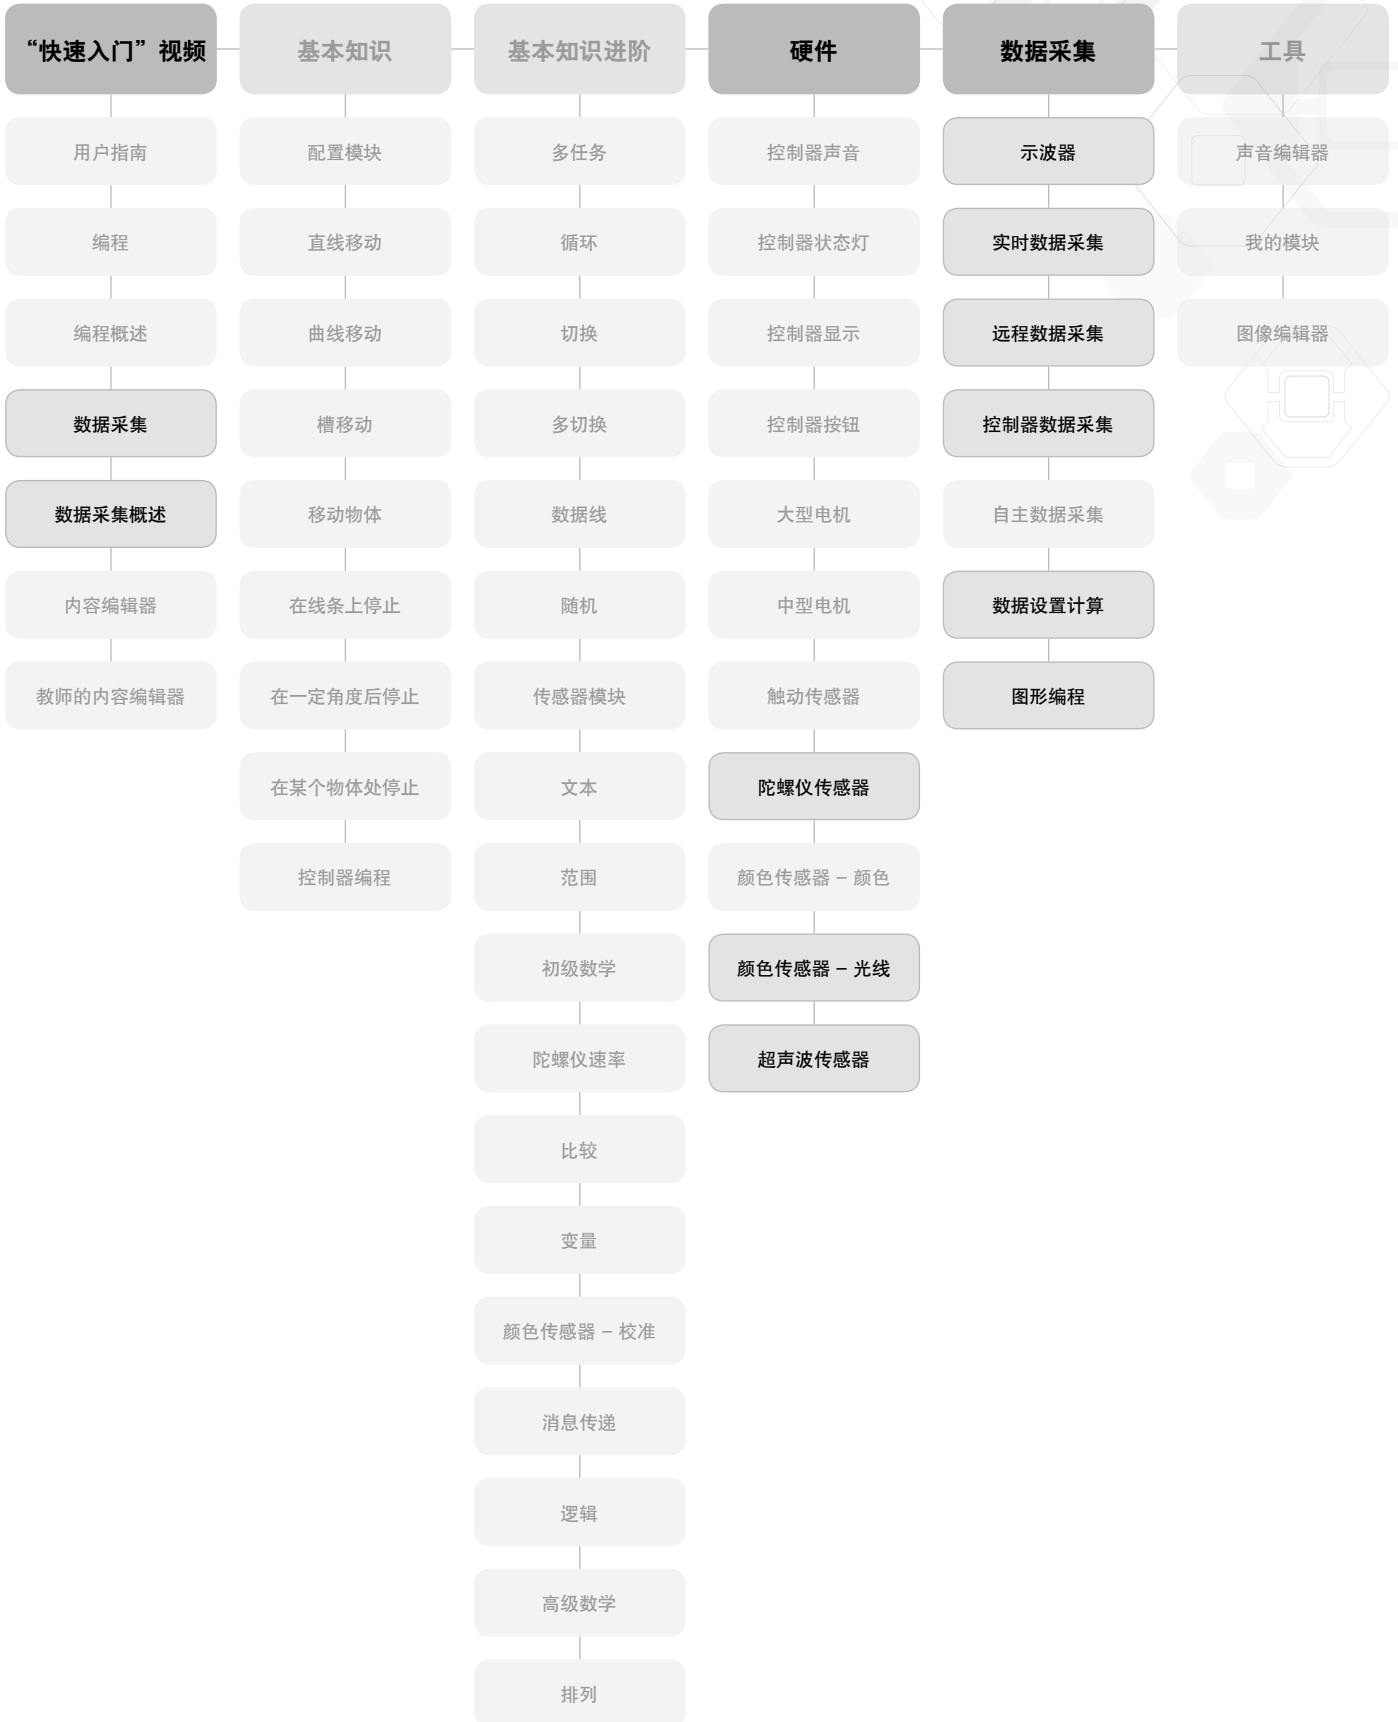 “快速入门”视频
基本知识
基本知识进阶
硬件
数据采集
工具
用户指南
编程
编程概述
数据采集
数据采集概述
内容编辑器
教师的内容编辑器
配置模块
直线移动
曲线移动
槽移动
移动物体
在线条上停止
在一定角度后停止
在某个物体处停止
控制器编程
多任务
循环
切换
多切换
数据线
随机
传感器模块
文本
范围
初级数学
陀螺仪速率
比较
变量
颜色传感器 – 校准
消息传递
逻辑
高级数学
排列
控制器声音
控制器状态灯
控制器显示
控制器按钮
大型电机
中型电机
触动传感器
陀螺仪传感器
颜色传感器 – 颜色
颜色传感器 – 光线
超声波传感器
示波器
实时数据采集
远程数据采集
控制器数据采集
自主数据采集
数据设置计算
图形编程
声音编辑器
我的模块
图像编辑器